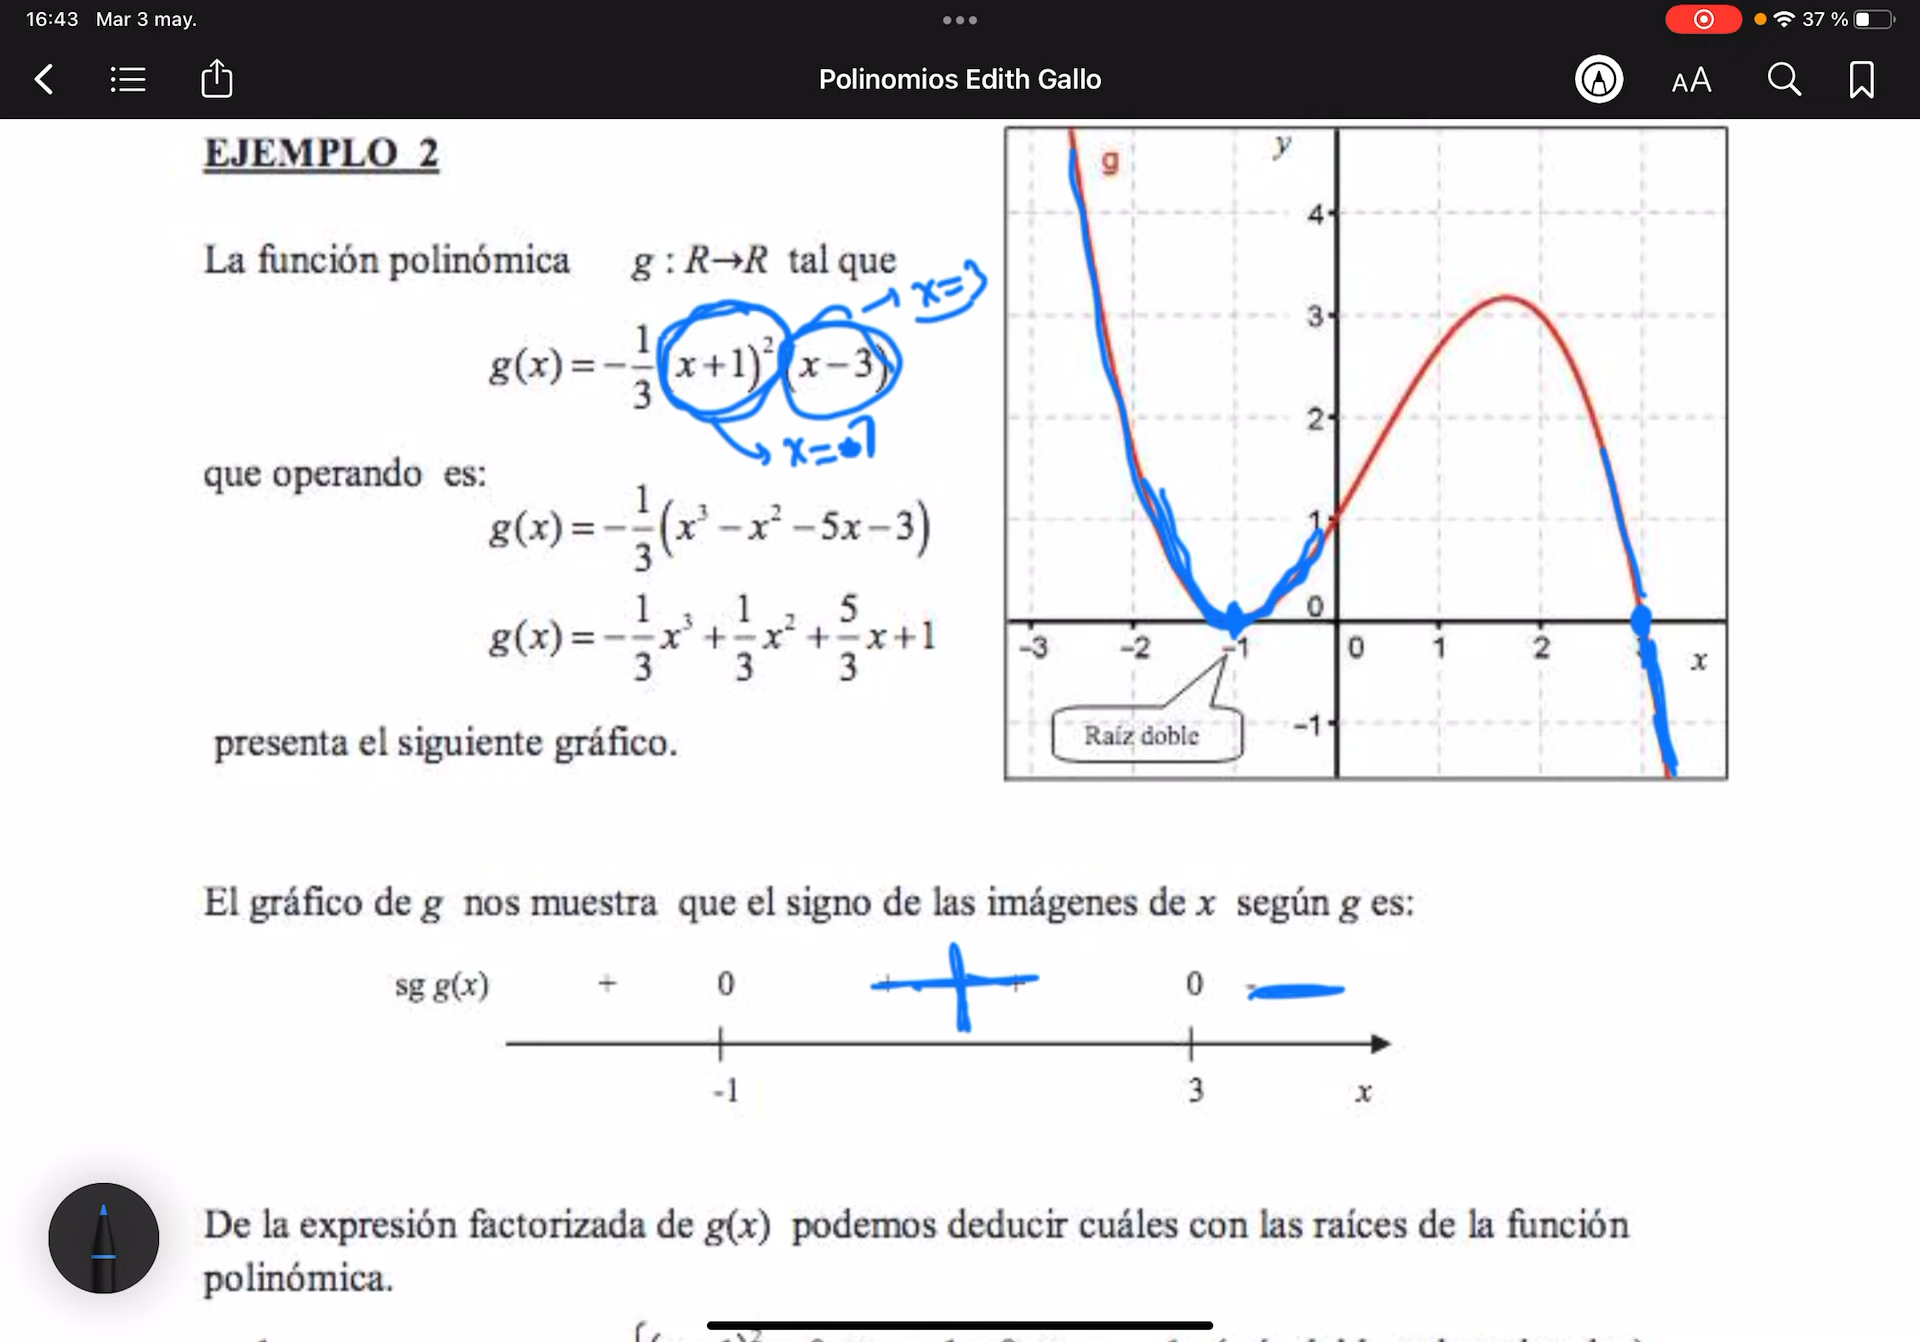 16:43 Mar 3 may.
37 %
Polinomios Edith Gallo
AA
EJEMPLO 2
La función polinómica g : R→R tal que
x=3
g(x) = -1/3 (x+1)² (x-3)
x=-1
que operando es:
g(x) = -1/3 (x³ - x² - 5x - 3)
g(x) = -1/3 x³ + 1/3 x² + 5/3 x + 1
presenta el siguiente gráfico.
g
y
4
3
2
1
0
-3 -2 -1 0 1 2
x
-1
Raíz doble
El gráfico de g nos muestra que el signo de las imágenes de x según g es:
sg g(x) + 0 + 0 -
-1 3 x
De la expresión factorizada de g(x) podemos deducir cuáles con las raíces de la función
polinómica.